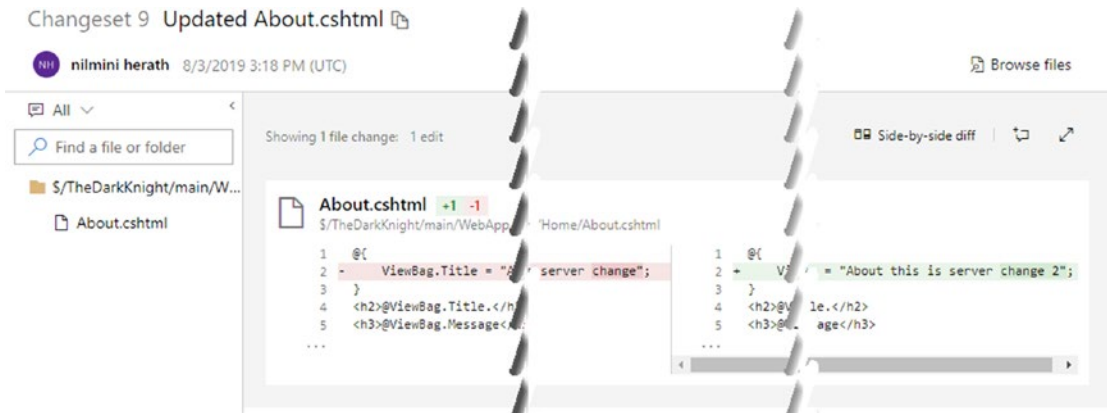 Changeset 9 Updated About.cshtml
NH nilmini herath 8/3/2019 3:18 PM (UTC)
Browse files
All
Find a file or folder
$/TheDarkKnight/main/W...
About.cshtml
Showing 1 file change: 1 edit
Side-by-side diff
About.cshtml +1 -1
$/TheDarkKnight/main/WebApp /Home/About.cshtml
1 @{
2 - ViewBag.Title = " server change";
3 }
4 <h2>@ViewBag.Title.</h
5 <h3>@ViewBag.Message<
...
1 @{
2 + = "About this is server change 2";
3 }
4 <h2>@ le.</h2>
5 <h3>@ age</h3>
...